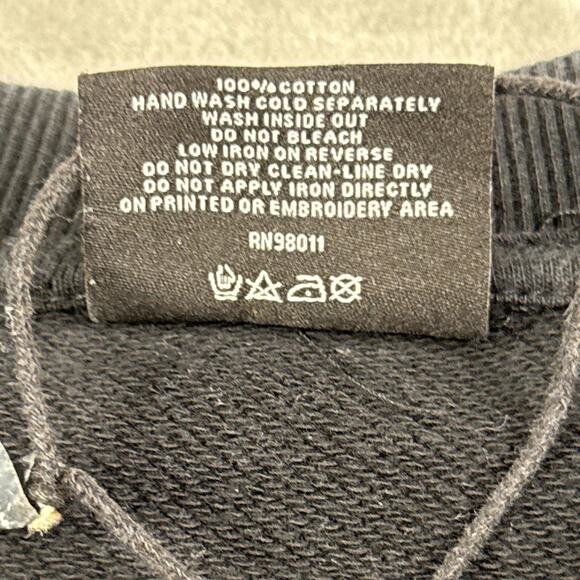 100% COTTON
HAND WASH COLD SEPARATELY
WASH INSIDE OUT
DO NOT BLEACH
LOW IRON ON REVERSE
DO NOT DRY CLEAN-LINE DRY
DO NOT APPLY IRON DIRECTLY
ON PRINTED OR EMBROIDERY AREA
RN98011